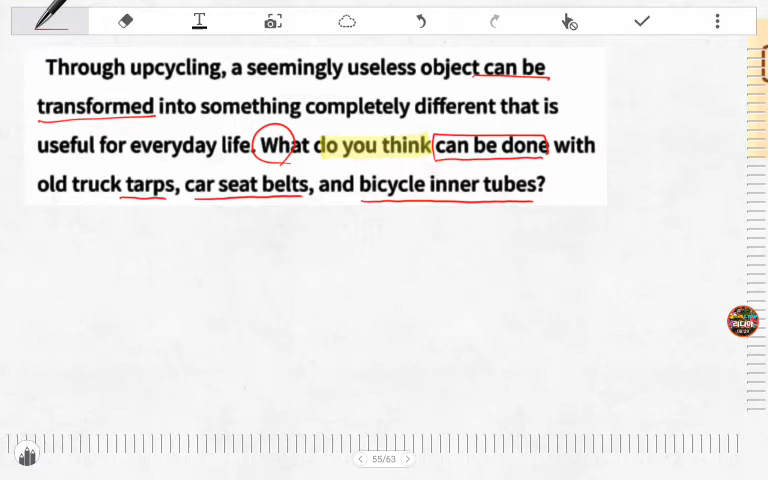 T
Through upcycling, a seemingly useless object can be
transformed into something completely different that is
useful for everyday life. What do you think can be done with
old truck tarps, car seat belts, and bicycle inner tubes?
55/63